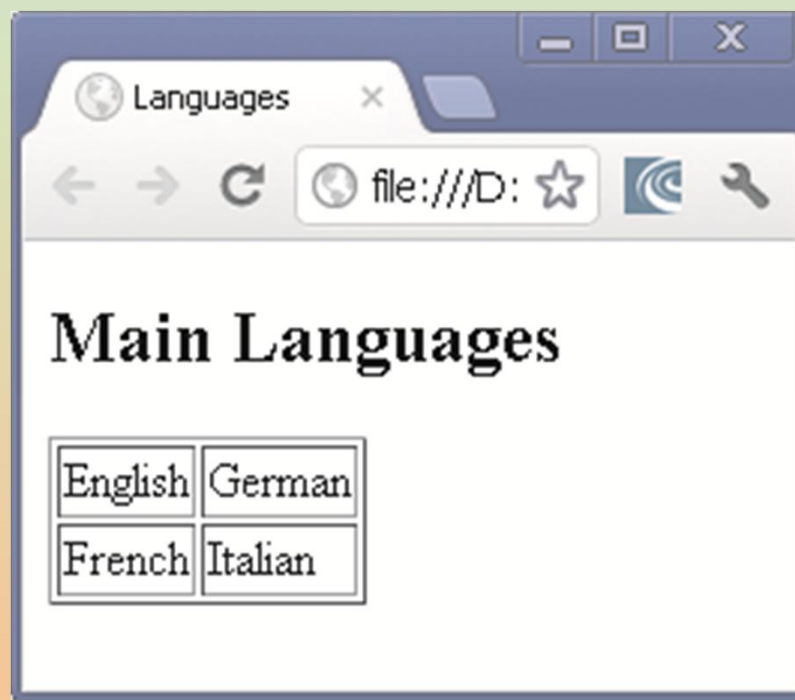 Languages
file:///D:
Main Languages
English German
French Italian